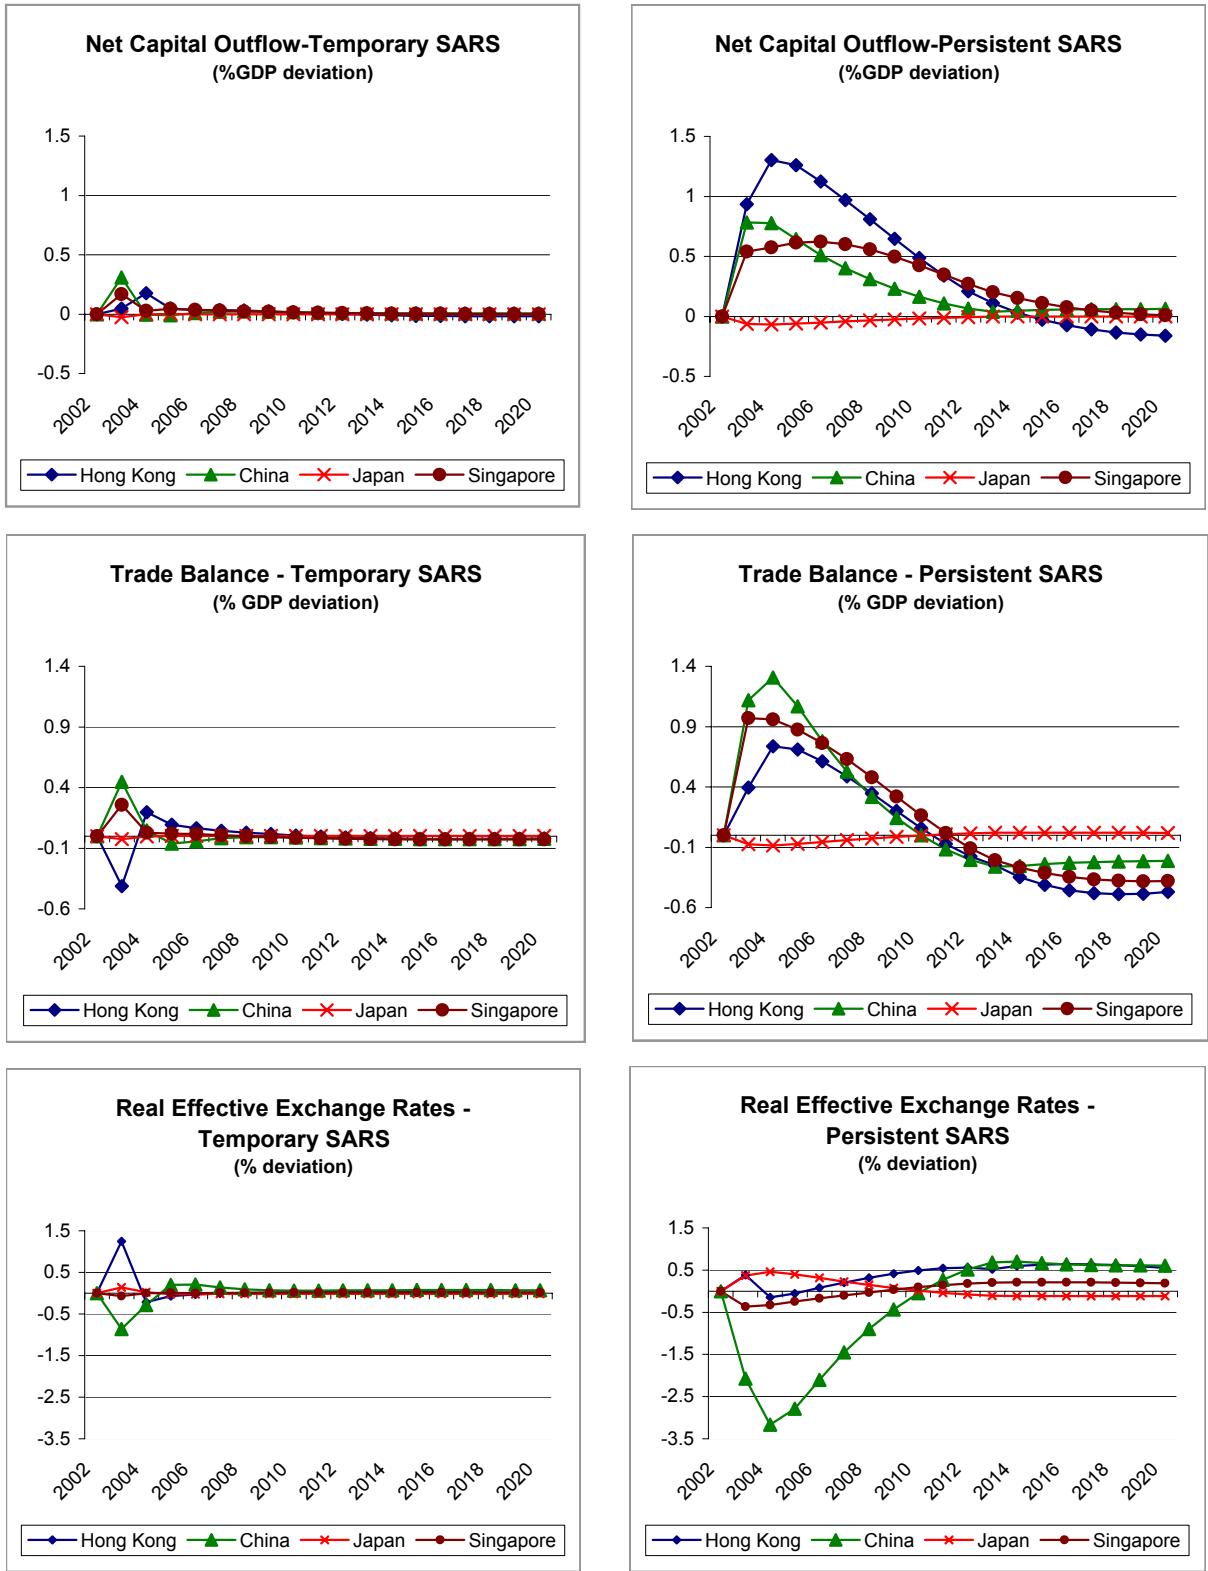 Net Capital Outflow-Temporary SARS
(%GDP deviation)
1.5
1
0.5
0
-0.5
2002 2004 2006 2008 2010 2012 2014 2016 2018 2020
Hong Kong China Japan Singapore
Net Capital Outflow-Persistent SARS
(%GDP deviation)
1.5
1
0.5
0
-0.5
2002 2004 2006 2008 2010 2012 2014 2016 2018 2020
Hong Kong China Japan Singapore
Trade Balance - Temporary SARS
(% GDP deviation)
1.4
0.9
0.4
-0.1
-0.6
2002 2004 2006 2008 2010 2012 2014 2016 2018 2020
Hong Kong China Japan Singapore
Trade Balance - Persistent SARS
(% GDP deviation)
1.4
0.9
0.4
-0.1
-0.6
2002 2004 2006 2008 2010 2012 2014 2016 2018 2020
Hong Kong China Japan Singapore
Real Effective Exchange Rates -
Temporary SARS
(% deviation)
1.5
0.5
-0.5
-1.5
-2.5
-3.5
2002 2004 2006 2008 2010 2012 2014 2016 2018 2020
Hong Kong China Japan Singapore
Real Effective Exchange Rates -
Persistent SARS
(% deviation)
1.5
0.5
-0.5
-1.5
-2.5
-3.5
2002 2004 2006 2008 2010 2012 2014 2016 2018 2020
Hong Kong China Japan Singapore